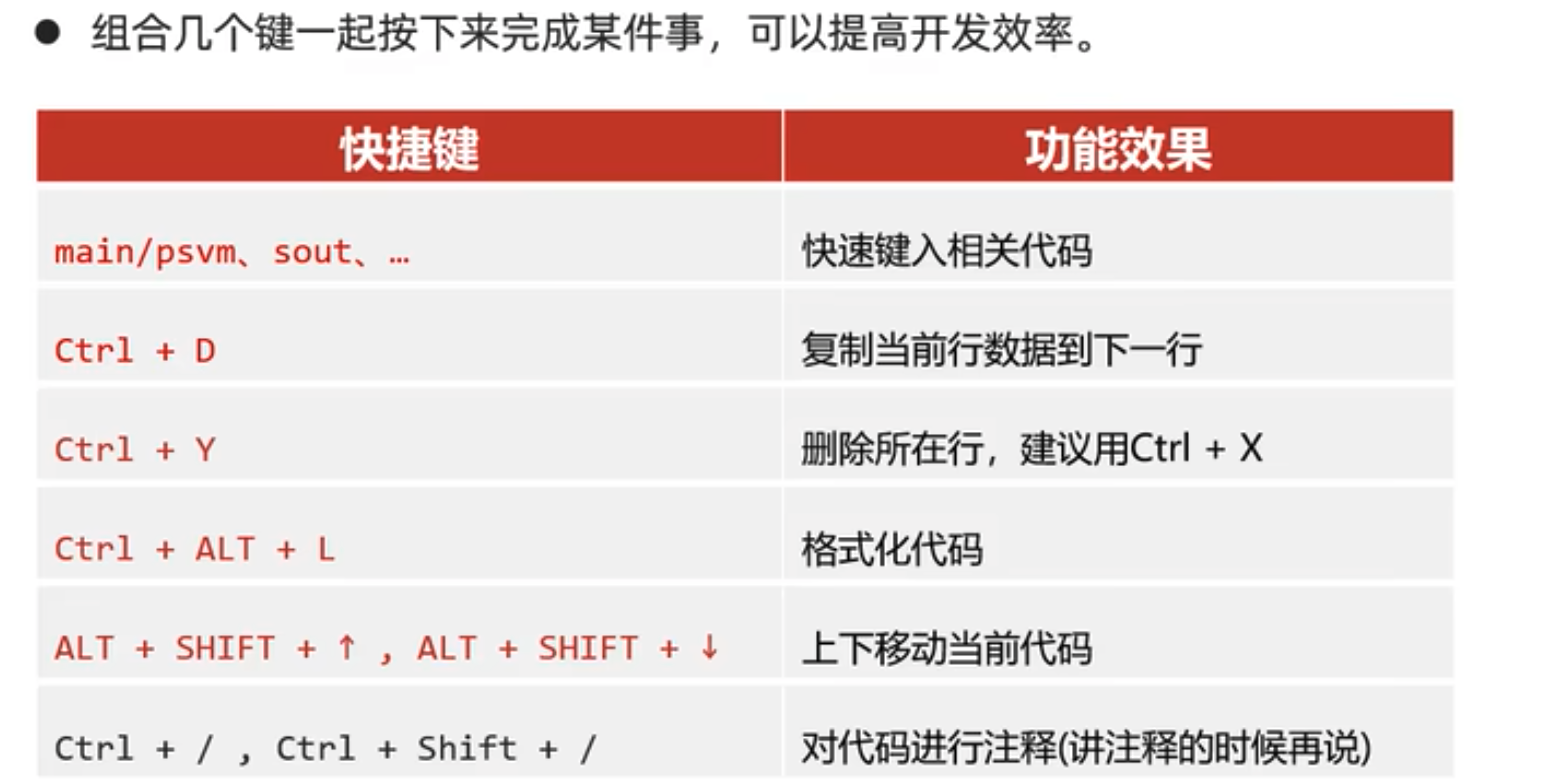 ● 组合几个键一起按下来完成某件事，可以提高开发效率。
快捷键 功能效果
main/psvm、sout、… 快速键入相关代码
Ctrl + D 复制当前行数据到下一行
Ctrl + Y 删除所在行，建议用Ctrl + X
Ctrl + ALT + L 格式化代码
ALT + SHIFT + ↑ , ALT + SHIFT + ↓ 上下移动当前代码
Ctrl + / , Ctrl + Shift + / 对代码进行注释(讲注释的时候再说)